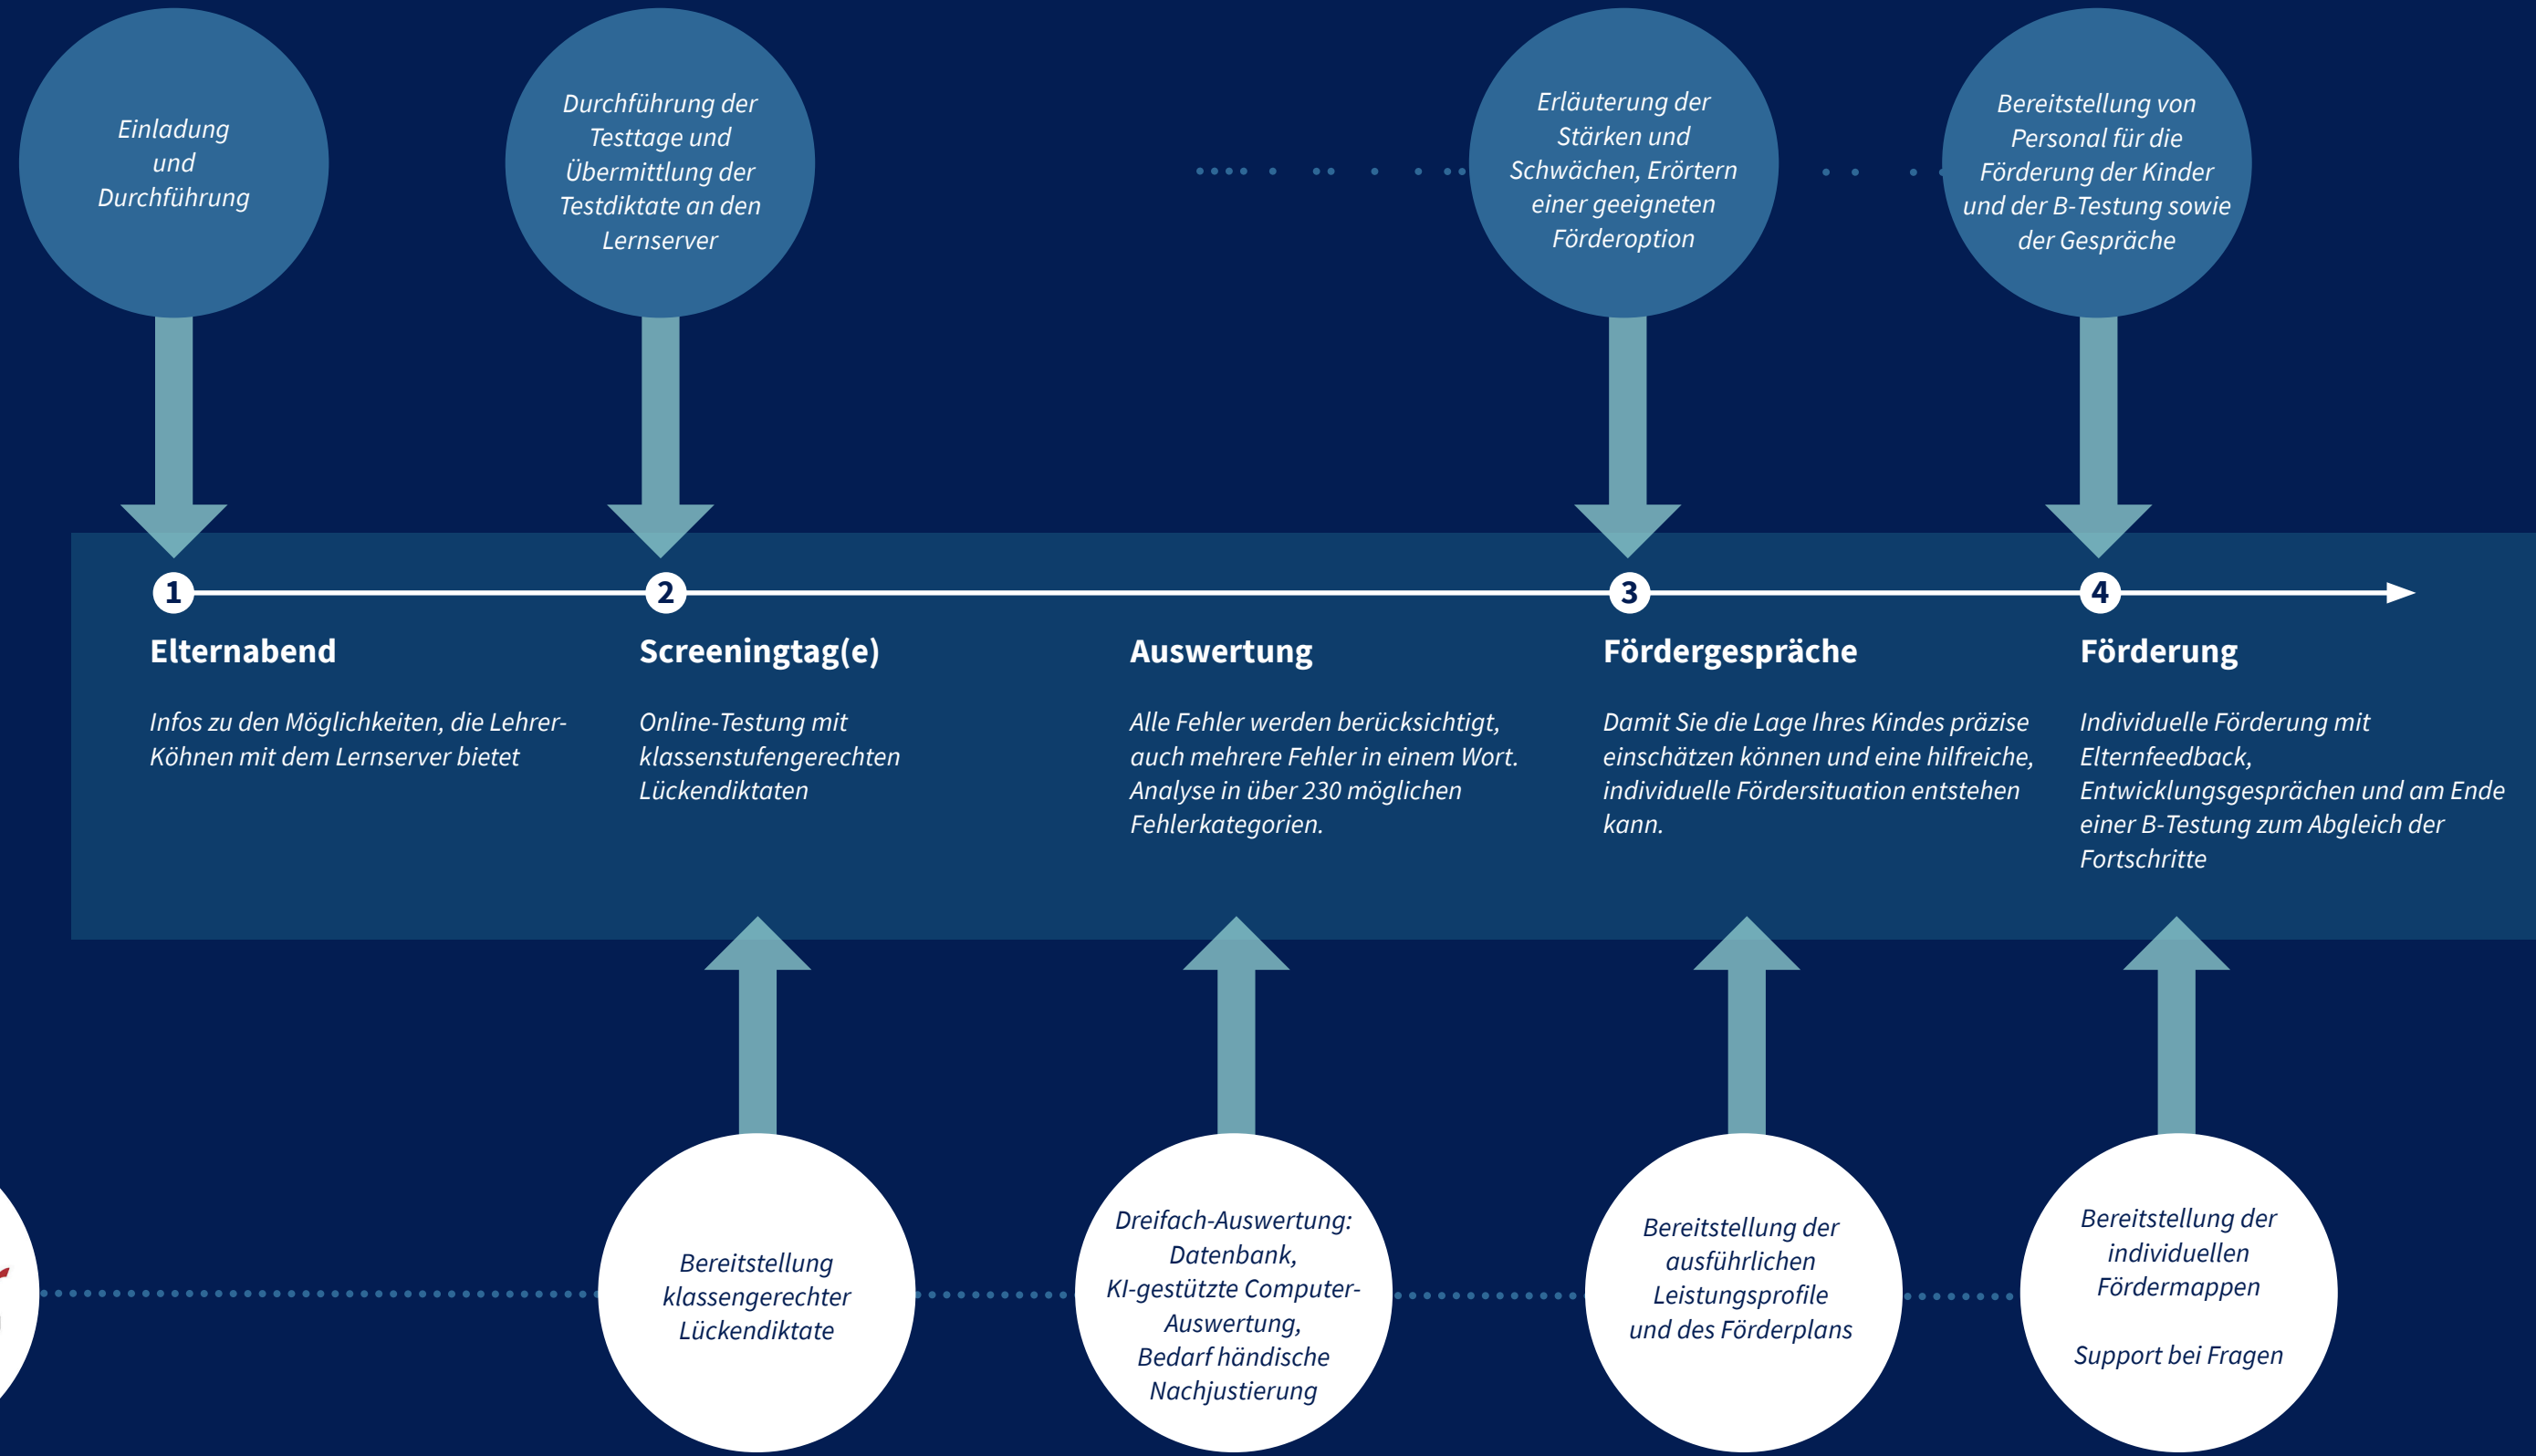 Einladung
und
Durchführung
Durchführung der
Testtage und
Übermittlung der
Testdiktate an den
Lernserver
Erläuterung der
Stärken und
Schwächen, Erörtern
einer geeigneten
Förderoption
Bereitstellung von
Personal für die
Förderung der Kinder
und der B-Testung sowie
der Gespräche
1
2
3
4
Elternabend
Infos zu den Möglichkeiten, die Lehrer-
Köhnen mit dem Lernserver bietet
Screeningtag(e)
Online-Testung mit
klassenstufengerechten
Lückendiktaten
Auswertung
Alle Fehler werden berücksichtigt,
auch mehrere Fehler in einem Wort.
Analyse in über 230 möglichen
Fehlerkategorien.
Fördergespräche
Damit Sie die Lage Ihres Kindes präzise
einschätzen können und eine hilfreiche,
individuelle Fördersituation entstehen
kann.
Förderung
Individuelle Förderung mit
Elternfeedback,
Entwicklungsgesprächen und am Ende
einer B-Testung zum Abgleich der
Fortschritte
Bereitstellung
klassengerechter
Lückendiktate
Dreifach-Auswertung:
Datenbank,
KI-gestützte Computer-
Auswertung,
Bedarf händische
Nachjustierung
Bereitstellung der
ausführlichen
Leistungsprofile
und des Förderplans
Bereitstellung der
individuellen
Fördermappen
Support bei Fragen